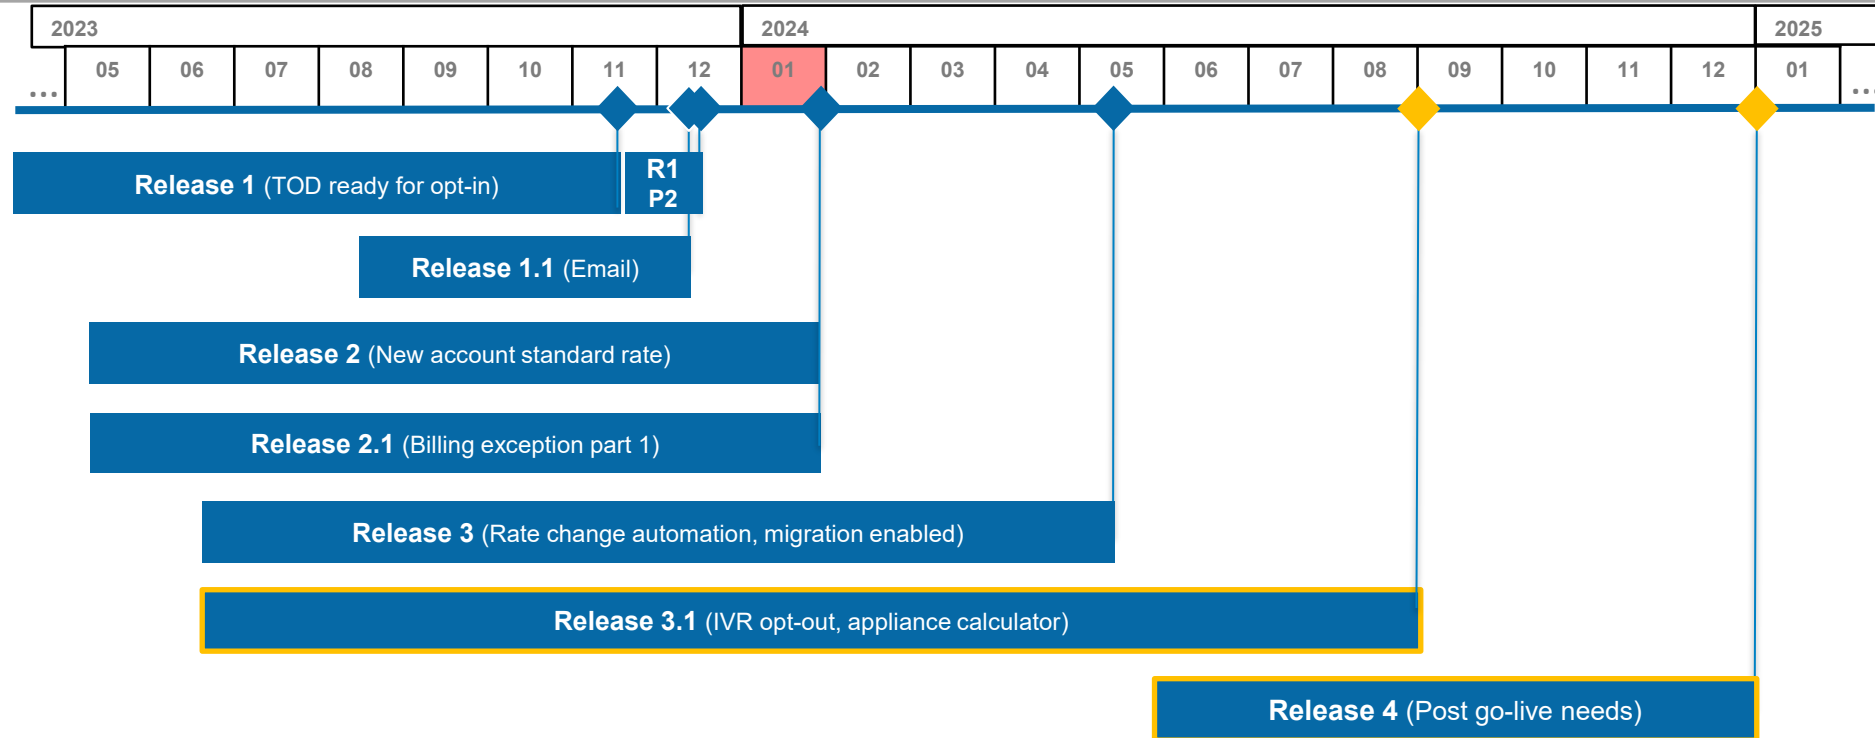 2023 2024 2025
... 05 06 07 08 09 10 11 12 01 02 03 04 05 06 07 08 09 10 11 12 01 ...
Release 1 (TOD ready for opt-in)
R1
P2
Release 1.1 (Email)
Release 2 (New account standard rate)
Release 2.1 (Billing exception part 1)
Release 3 (Rate change automation, migration enabled)
Release 3.1 (IVR opt-out, appliance calculator)
Release 4 (Post go-live needs)